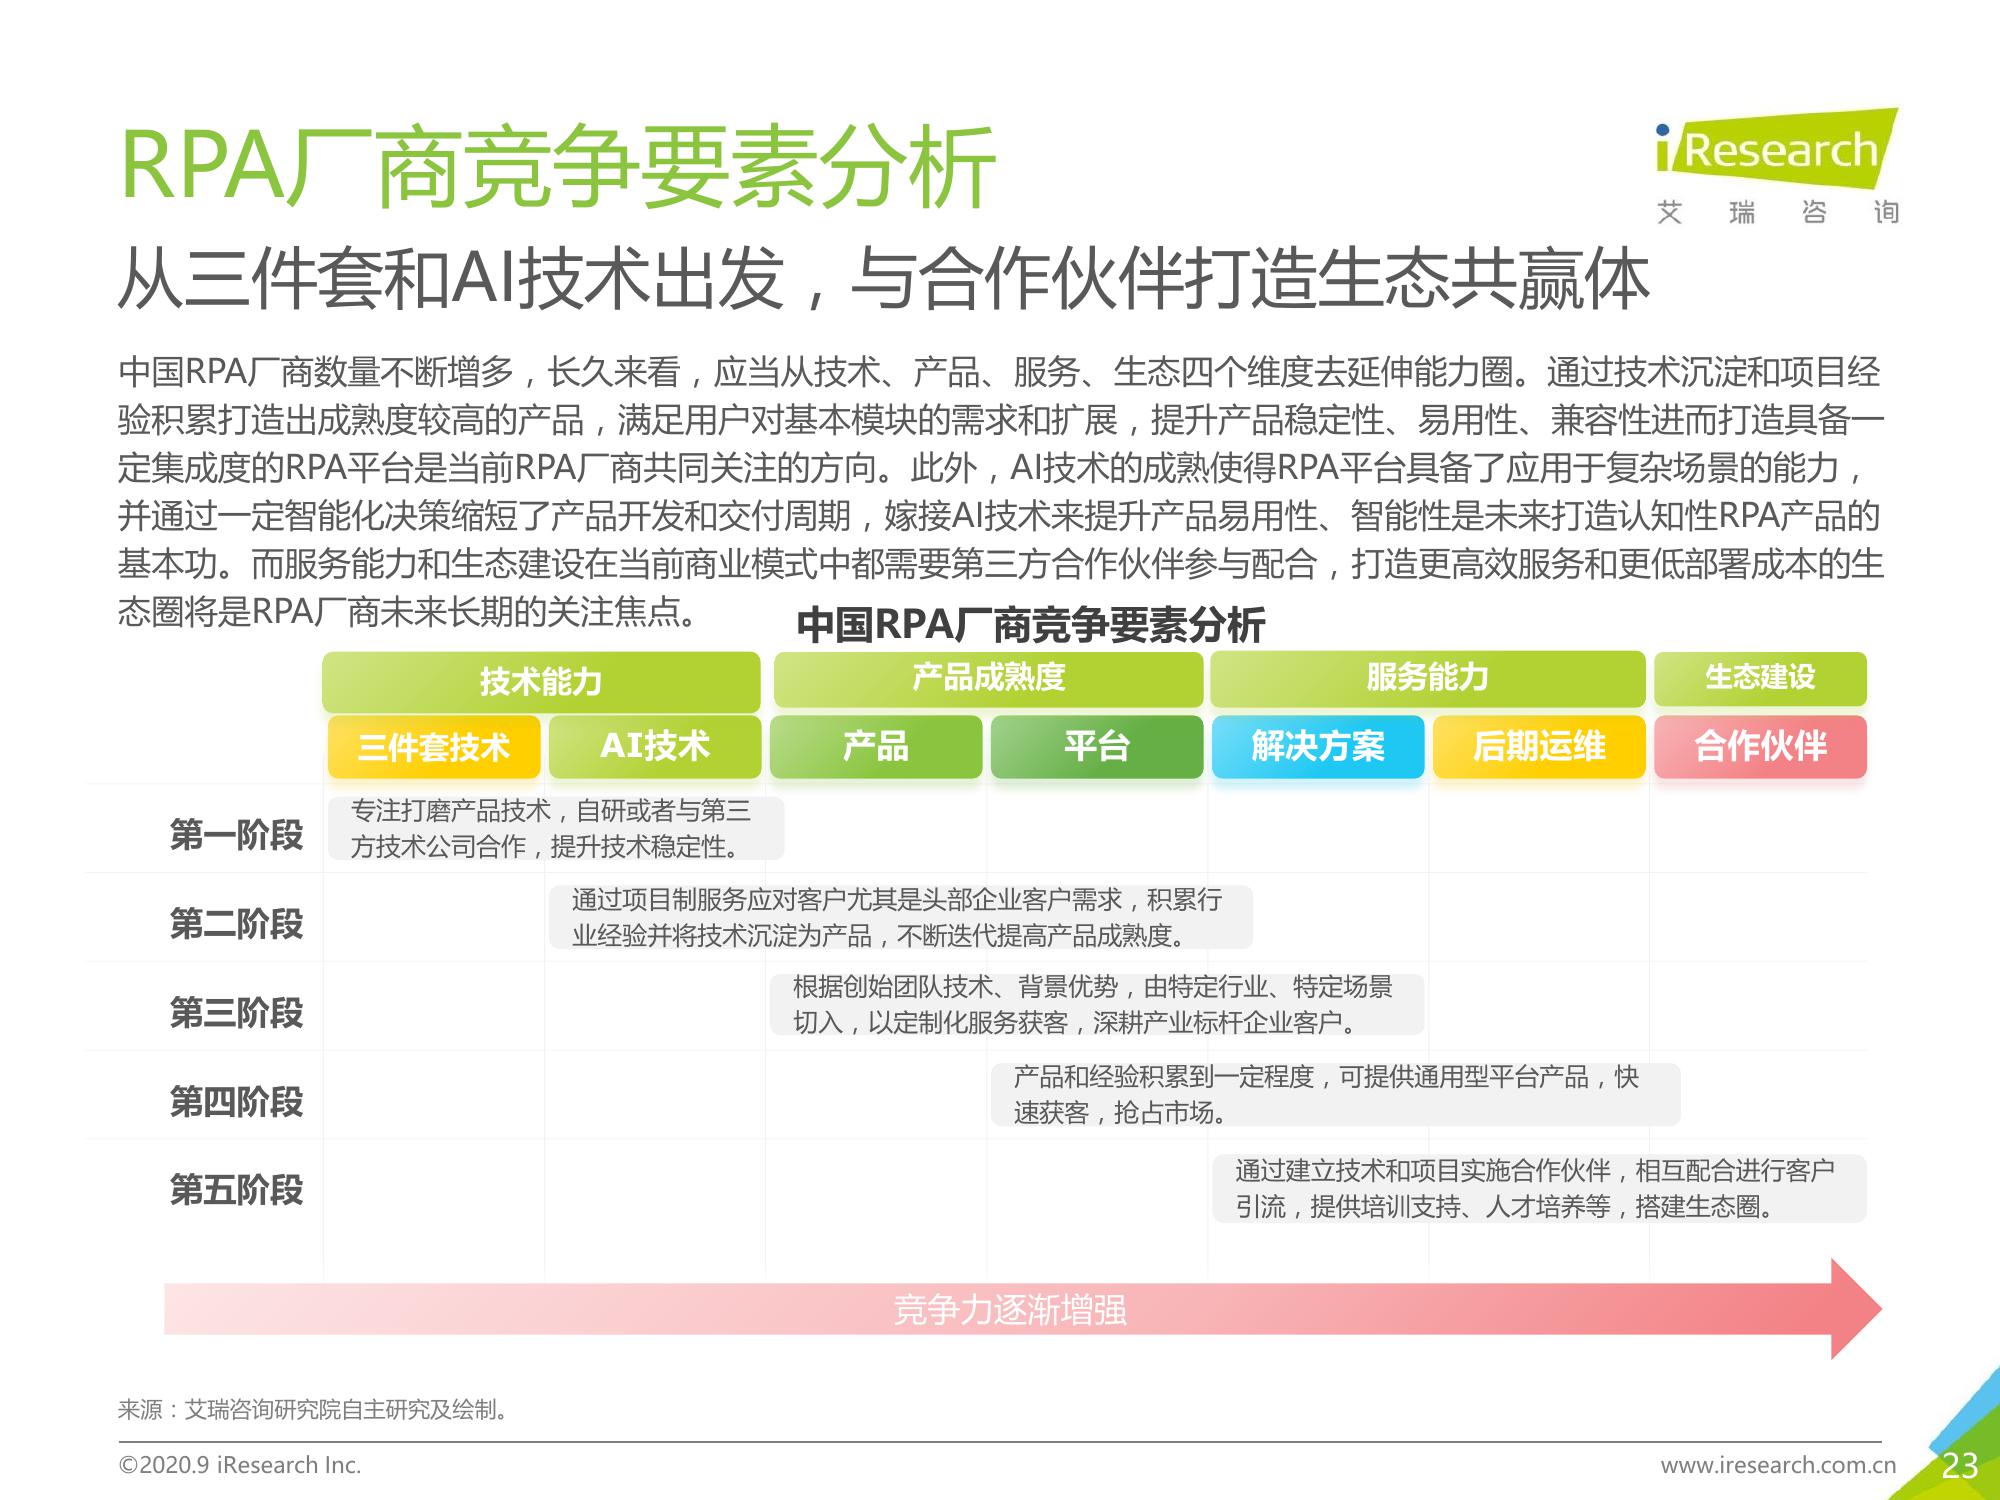 RPA厂商竞争要素分析
iResearch
艾瑞咨询
从三件套和AI技术出发，与合作伙伴打造生态共赢体
中国RPA厂商数量不断增多，长久来看，应当从技术、产品、服务、生态四个维度去延伸能力圈。通过技术沉淀和项目经
验积累打造出成熟度较高的产品，满足用户对基本模块的需求和扩展，提升产品稳定性、易用性、兼容性进而打造具备一
定集成度的RPA平台是当前RPA厂商共同关注的方向。此外，AI技术的成熟使得RPA平台具备了应用于复杂场景的能力，
并通过一定智能化决策缩短了产品开发和交付周期，嫁接AI技术来提升产品易用性、智能性是未来打造认知性RPA产品的
基本功。而服务能力和生态建设在当前商业模式中都需要第三方合作伙伴参与配合，打造更高效服务和更低部署成本的生
态圈将是RPA厂商未来长期的关注焦点。
中国RPA厂商竞争要素分析
技术能力
产品成熟度
服务能力
生态建设
三件套技术
AI技术
产品
平台
解决方案
后期运维
合作伙伴
第一阶段
专注打磨产品技术，自研或者与第三
方技术公司合作，提升技术稳定性。
第二阶段
通过项目制服务应对客户尤其是头部企业客户需求，积累行
业经验并将技术沉淀为产品，不断迭代提高产品成熟度。
第三阶段
根据创始团队技术、背景优势，由特定行业、特定场景
切入，以定制化服务获客，深耕产业标杆企业客户。
第四阶段
产品和经验积累到一定程度，可提供通用型平台产品，快
速获客，抢占市场。
第五阶段
通过建立技术和项目实施合作伙伴，相互配合进行客户
引流，提供培训支持、人才培养等，搭建生态圈。
竞争力逐渐增强
来源：艾瑞咨询研究院自主研究及绘制。
©2020.9 iResearch Inc.
www.iresearch.com.cn
23